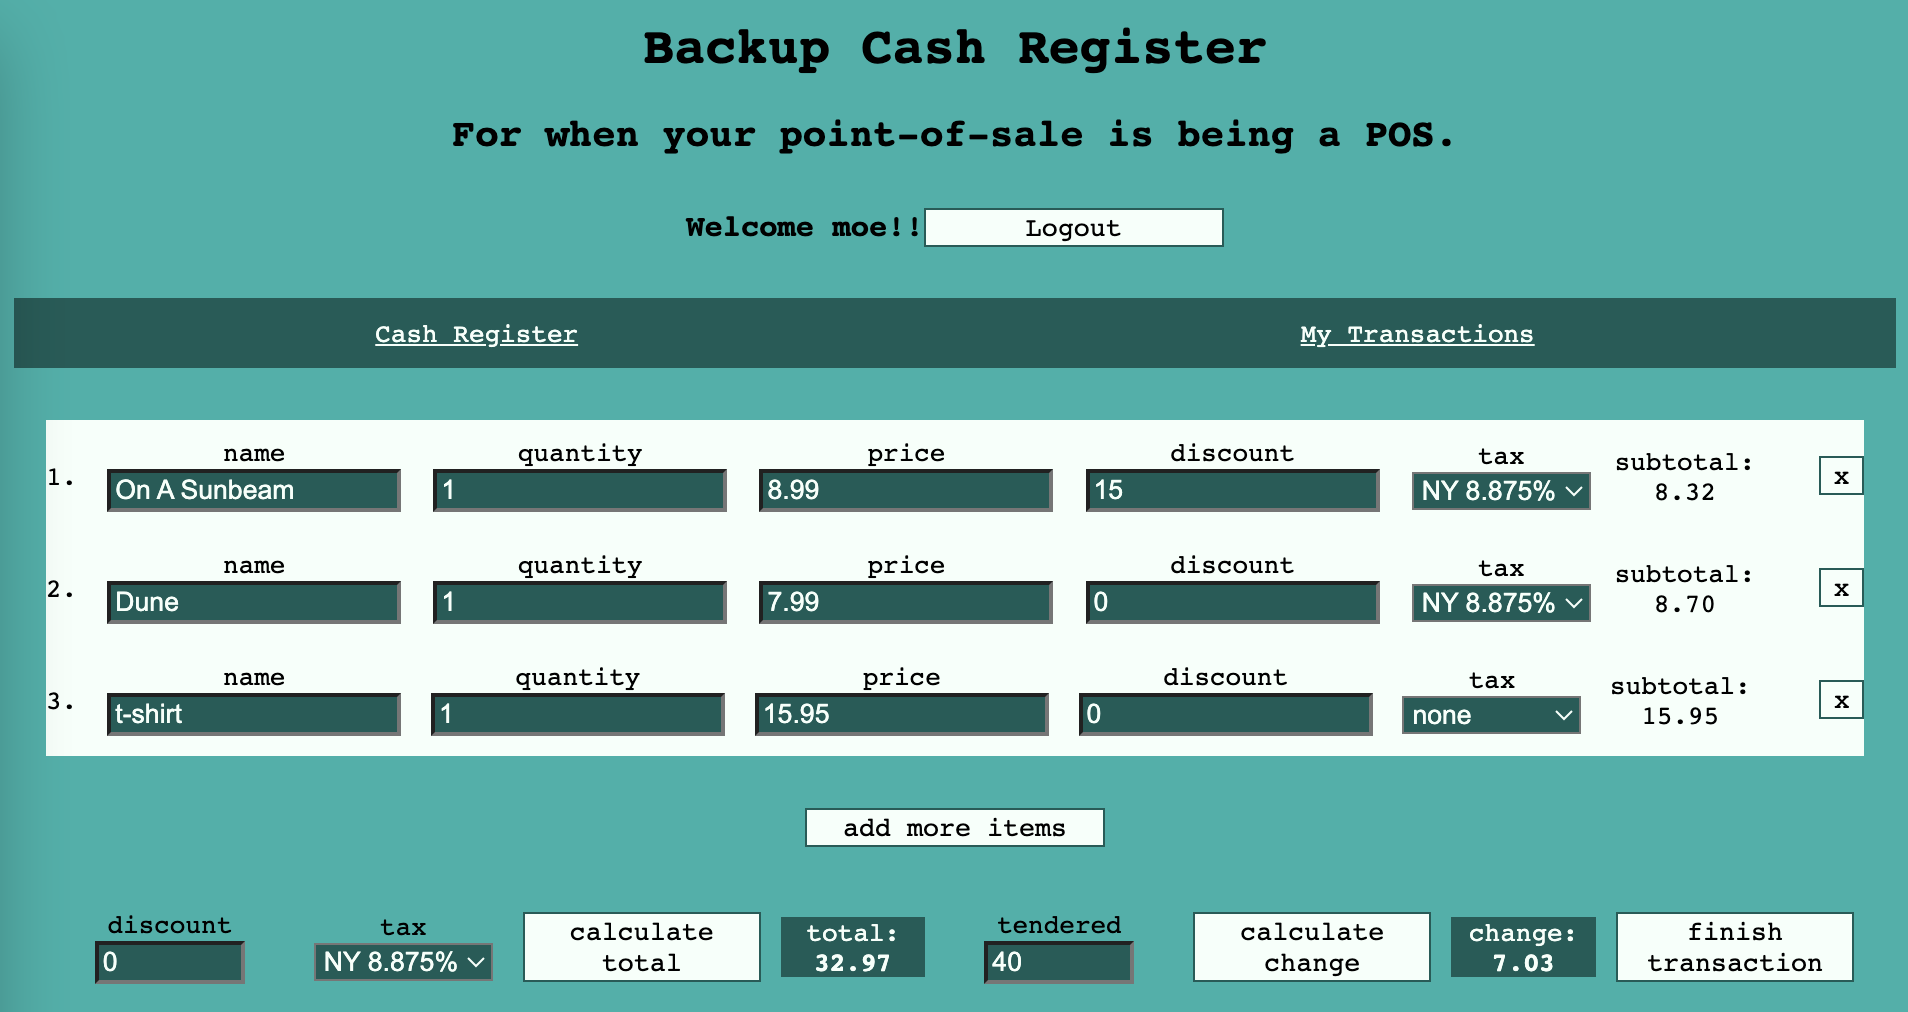 Backup Cash Register
For when your point-of-sale is being a POS.
Welcome moe!! Logout
Cash Register My Transactions
name quantity price discount tax subtotal:
1. On A Sunbeam 1 8.99 15 NY 8.875% 8.32 x
name quantity price discount tax subtotal:
2. Dune 1 7.99 0 NY 8.875% 8.70 x
name quantity price discount tax subtotal:
3. t-shirt 1 15.95 0 none 15.95 x
add more items
discount tax calculate total: tendered calculate change: finish
0 NY 8.875% total 32.97 40 change 7.03 transaction